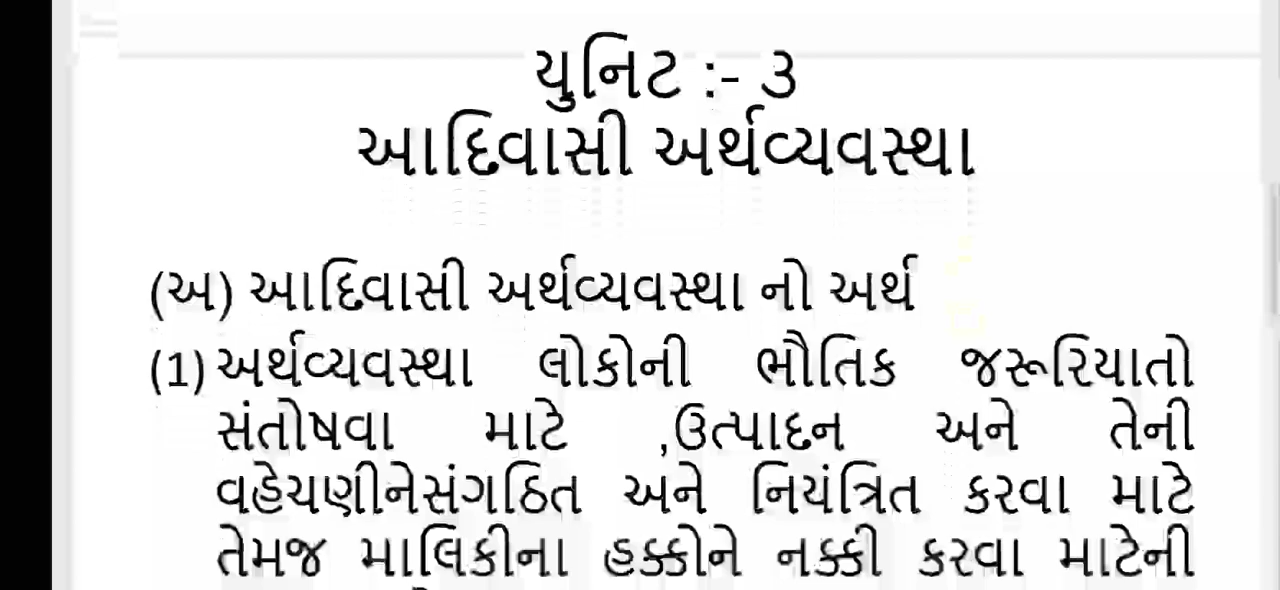 યુનિટ :- ૩
આદિવાસી અર્થવ્યવસ્થા
(અ) આદિવાસી અર્થવ્યવસ્થા નો અર્થ
(1) અર્થવ્યવસ્થા લોકોની ભૌતિક જરૂરિયાતો
સંતોષવા માટે ,ઉત્પાદન અને તેની
વહેચણીનેસંગઠિત અને નિયંત્રિત કરવા માટે
તેમજ માલિકીના હક્કોને નક્કી કરવા માટેની